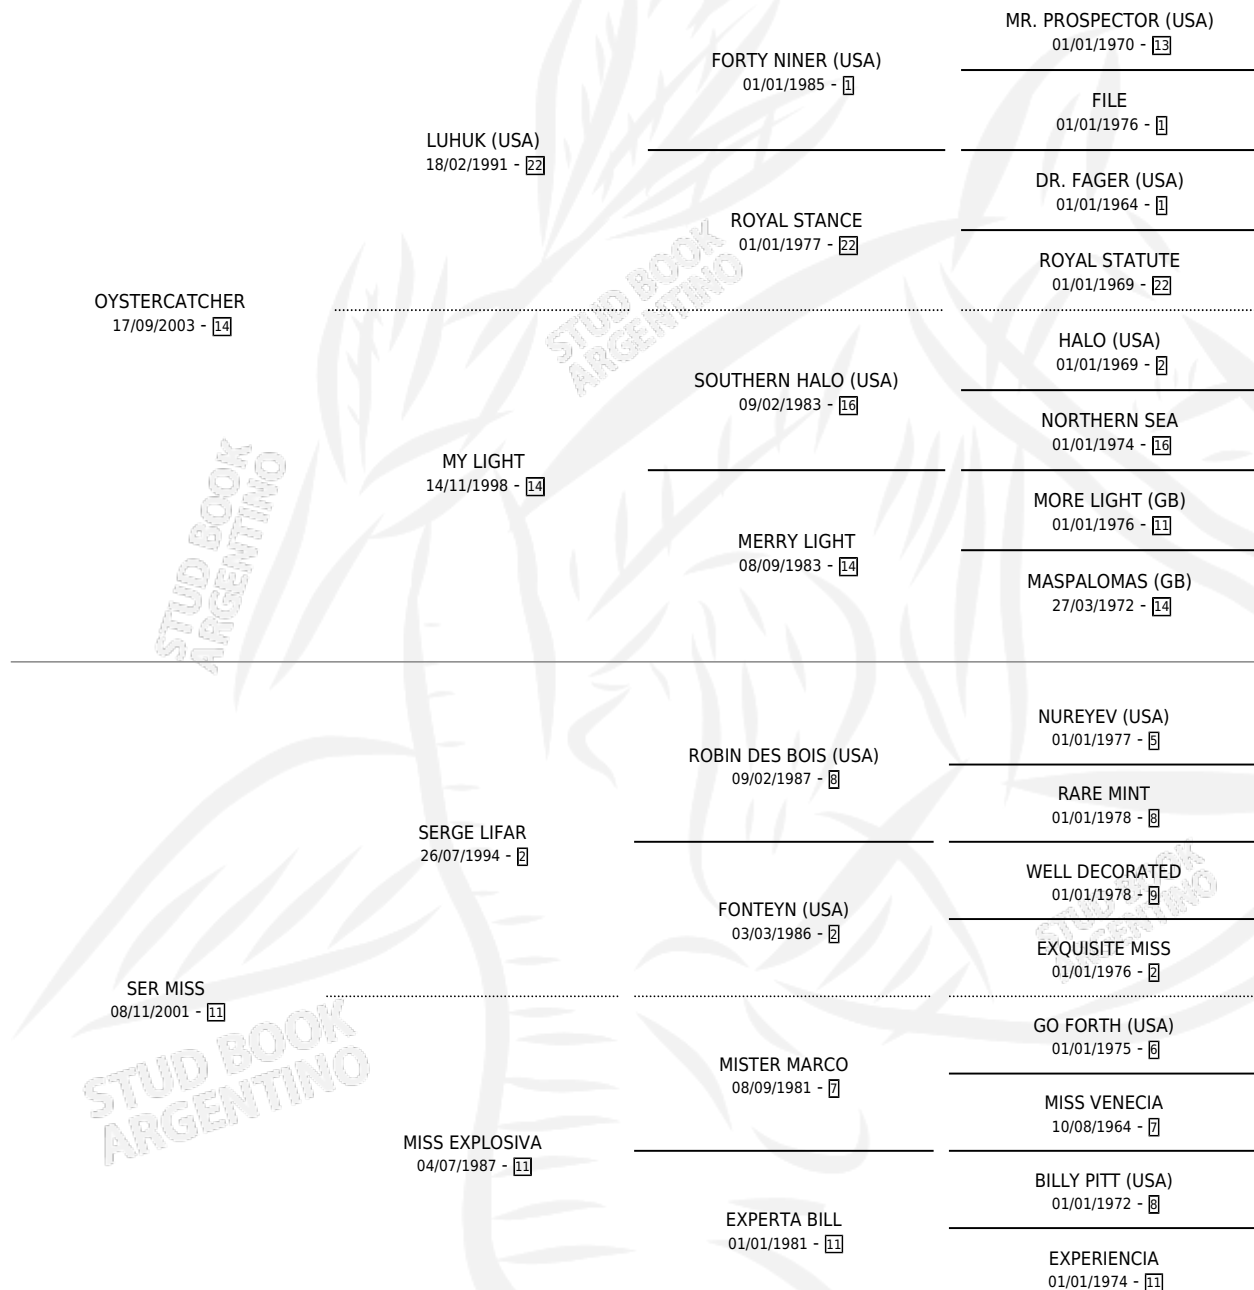 MR. PROSPECTOR (USA)
01/01/1970 - 13
FORTY NINER (USA)
01/01/1985 - 1
FILE
01/01/1976 - 1
LUHUK (USA)
18/02/1991 - 22
DR. FAGER (USA)
01/01/1964 - 1
ROYAL STANCE
01/01/1977 - 22
ROYAL STATUTE
01/01/1969 - 22
OYSTERCATCHER
17/09/2003 - 14
STUD BOOK
ARGENTINO
HALO (USA)
01/01/1969 - 2
SOUTHERN HALO (USA)
09/02/1983 - 16
NORTHERN SEA
01/01/1974 - 16
MY LIGHT
14/11/1998 - 14
MORE LIGHT (GB)
01/01/1976 - 11
MERRY LIGHT
08/09/1983 - 14
MASPALOMAS (GB)
27/03/1972 - 14
STUD BOOK
ARGENTINO
NUREYEV (USA)
01/01/1977 - 5
ROBIN DES BOIS (USA)
09/02/1987 - 8
RARE MINT
01/01/1978 - 8
SERGE LIFAR
26/07/1994 - 2
WELL DECORATED
01/01/1978 - 9
FONTEYN (USA)
03/03/1986 - 2
STUD BOOK
ARGENTINO
EXQUISITE MISS
01/01/1976 - 2
SER MISS
08/11/2001 - 11
STUD BOOK
ARGENTINO
GO FORTH (USA)
01/01/1975 - 6
MISTER MARCO
08/09/1981 - 7
MISS VENECIA
10/08/1964 - 7
MISS EXPLOSIVA
04/07/1987 - 11
BILLY PITT (USA)
01/01/1972 - 8
EXPERTA BILL
01/01/1981 - 11
EXPERIENCIA
01/01/1974 - 11